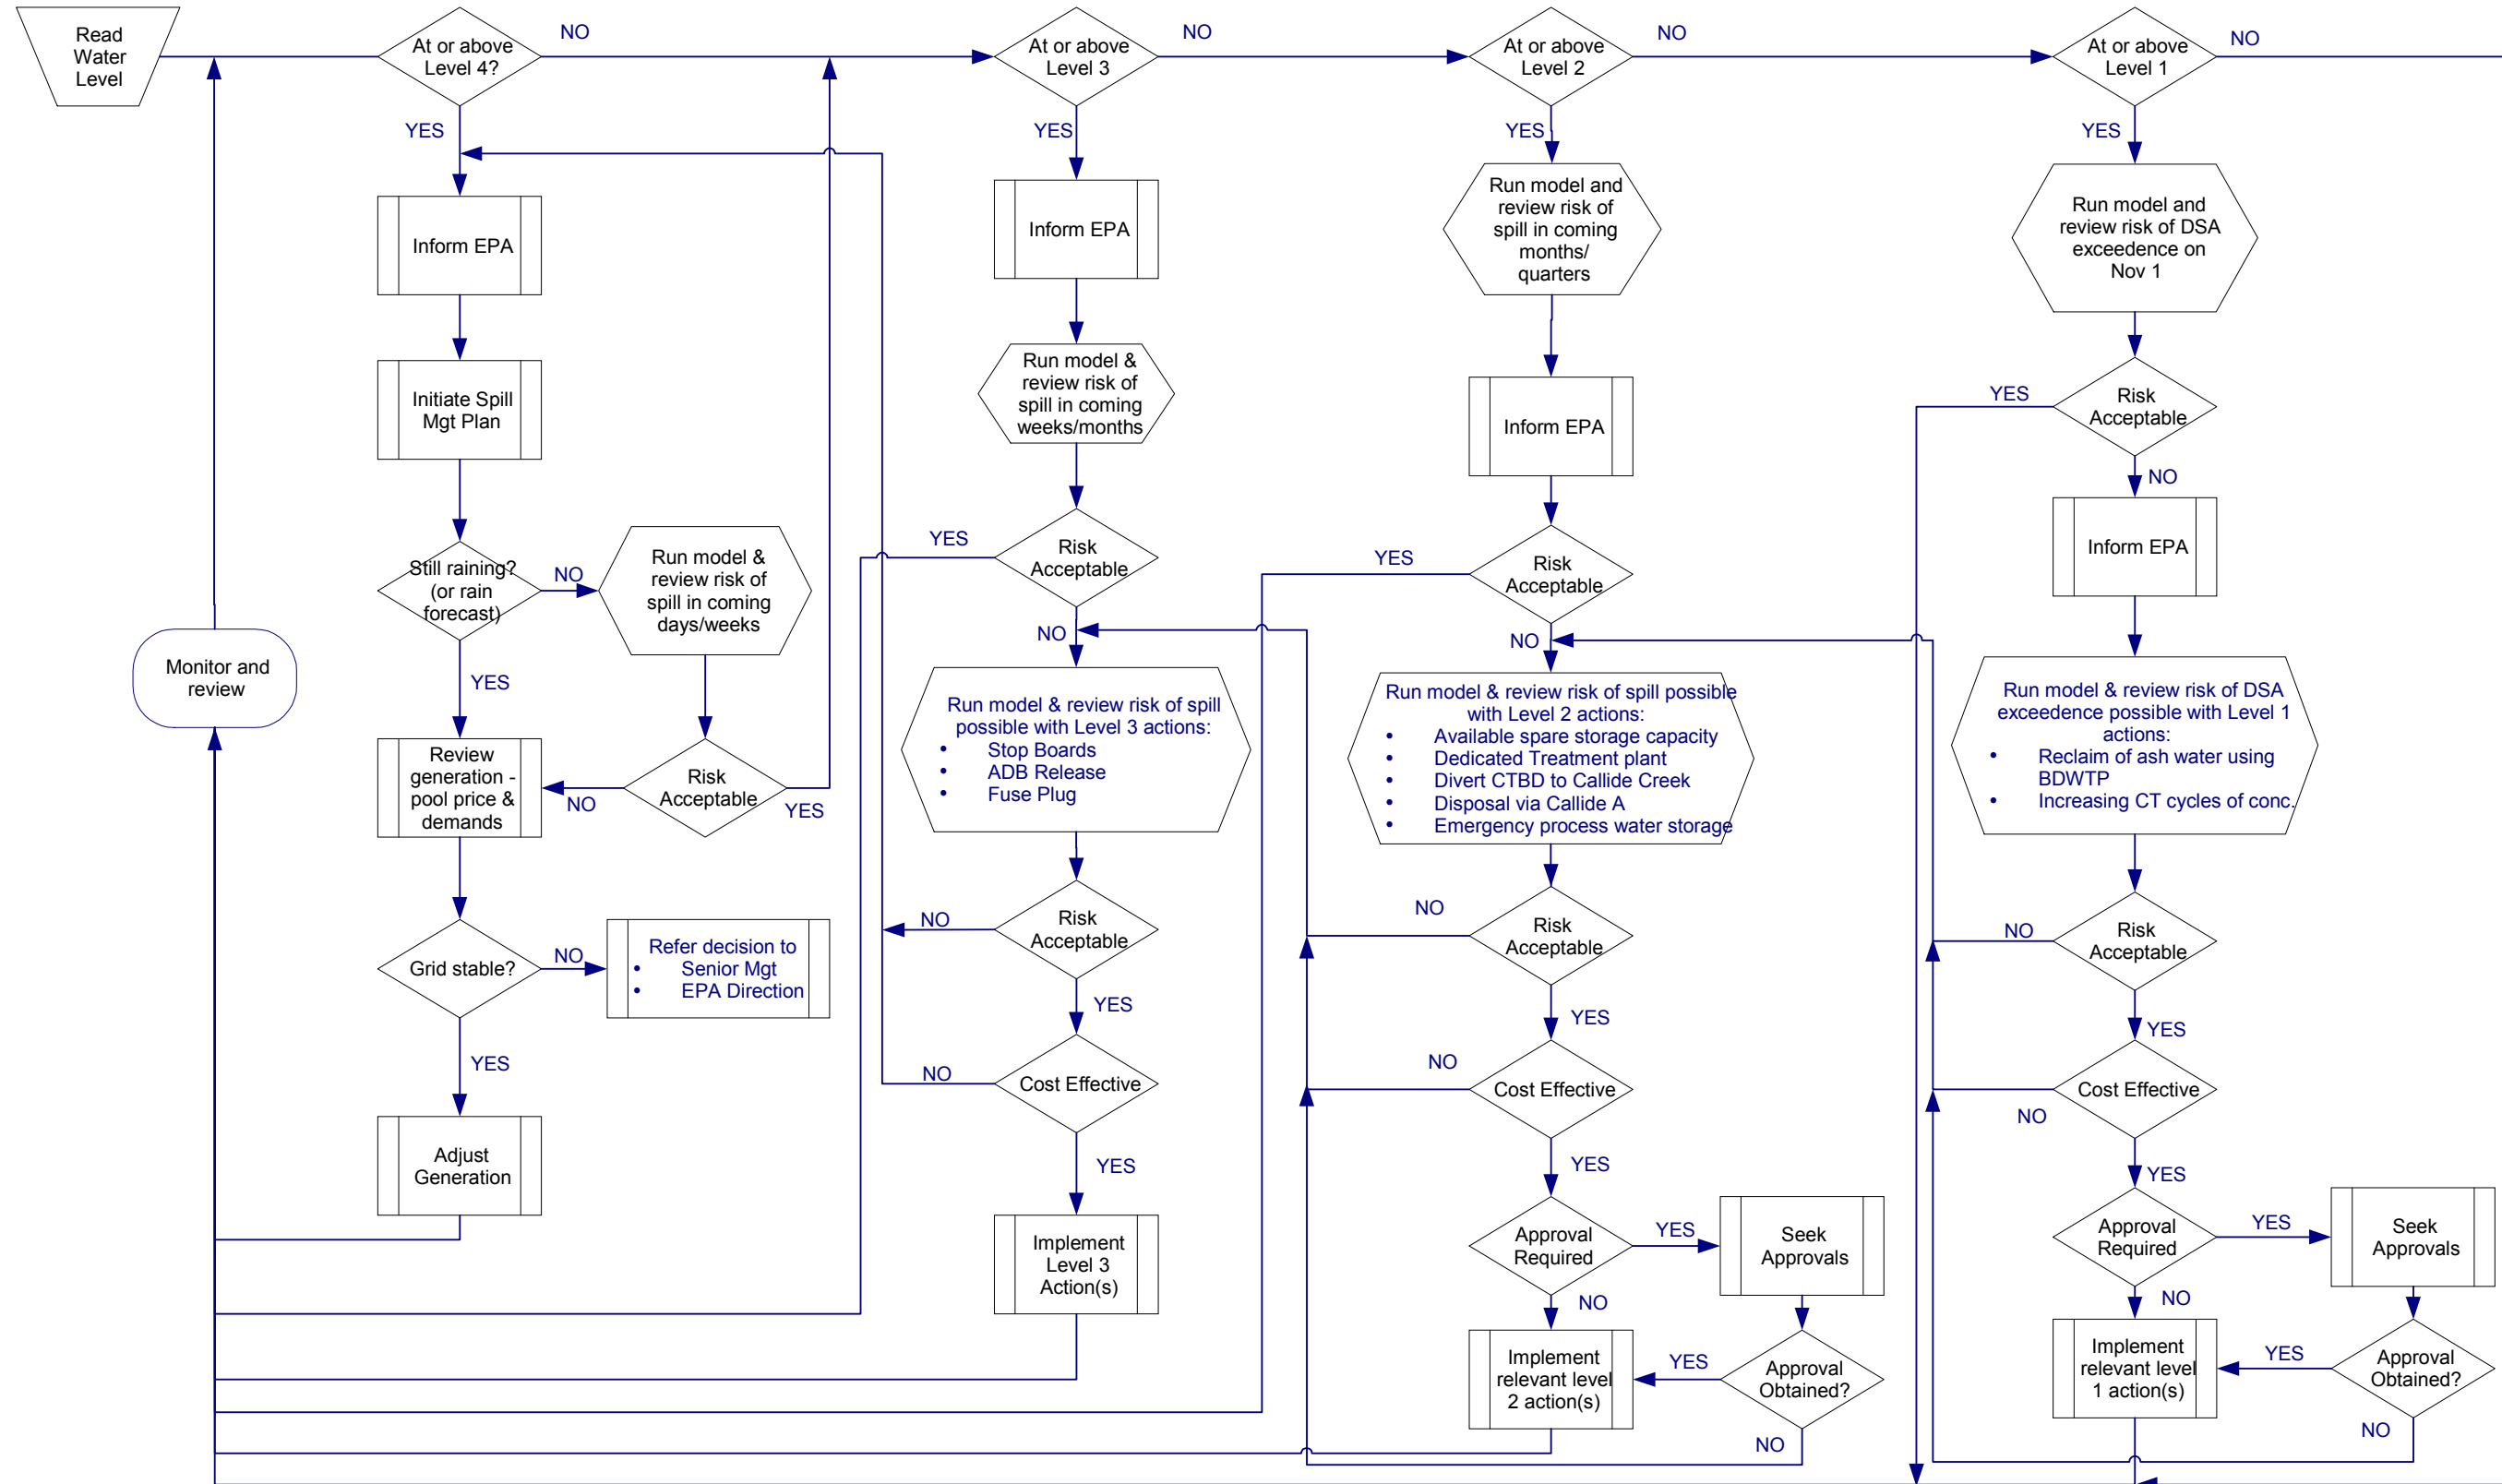 Read
Water
Level
At or above
Level 4?
NO
YES
Inform EPA
Initiate Spill
Mgt Plan
Still raining?
(or rain
forecast)
NO
Run model &
review risk of
spill in coming
days/weeks
YES
Monitor and
review
Review
generation -
pool price &
demands
NO
Risk
Acceptable
YES
Grid stable?
NO
Refer decision to
• Senior Mgt
• EPA Direction
YES
Adjust
Generation
At or above
Level 3
NO
YES
Inform EPA
Run model &
review risk of
spill in coming
weeks/months
YES
Risk
Acceptable
NO
Run model & review risk of spill
possible with Level 3 actions:
• Stop Boards
• ADB Release
• Fuse Plug
NO
Risk
Acceptable
YES
NO
Cost Effective
YES
Implement
Level 3
Action(s)
At or above
Level 2
NO
YES
Run model and
review risk of
spill in coming
months/
quarters
Inform EPA
YES
Risk
Acceptable
NO
Run model & review risk of spill possible
with Level 2 actions:
• Available spare storage capacity
• Dedicated Treatment plant
• Divert CTBD to Callide Creek
• Disposal via Callide A
• Emergency process water storage
NO
Risk
Acceptable
YES
NO
Cost Effective
YES
Approval
Required
YES
Seek
Approvals
NO
Implement
relevant level
2 action(s)
YES
Approval
Obtained?
NO
At or above
Level 1
NO
YES
Run model and
review risk of DSA
exceedence on
Nov 1
YES
Risk
Acceptable
NO
Inform EPA
Run model & review risk of DSA
exceedence possible with Level 1
actions:
• Reclaim of ash water using
BDWTP
• Increasing CT cycles of conc.
NO
Risk
Acceptable
YES
Cost Effective
NO
YES
Approval
Required
YES
Seek
Approvals
NO
Implement
relevant level
1 action(s)
YES
Approval
Obtained?
NO